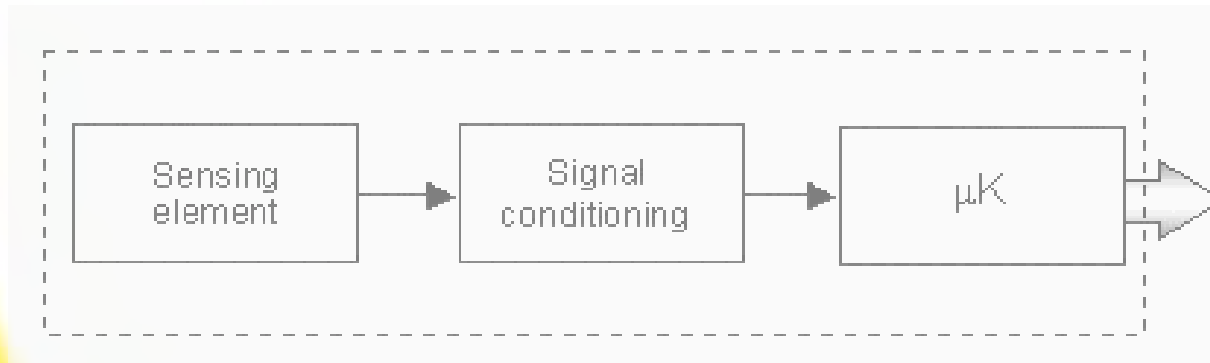 Sensing
element
Signal
conditioning
μK